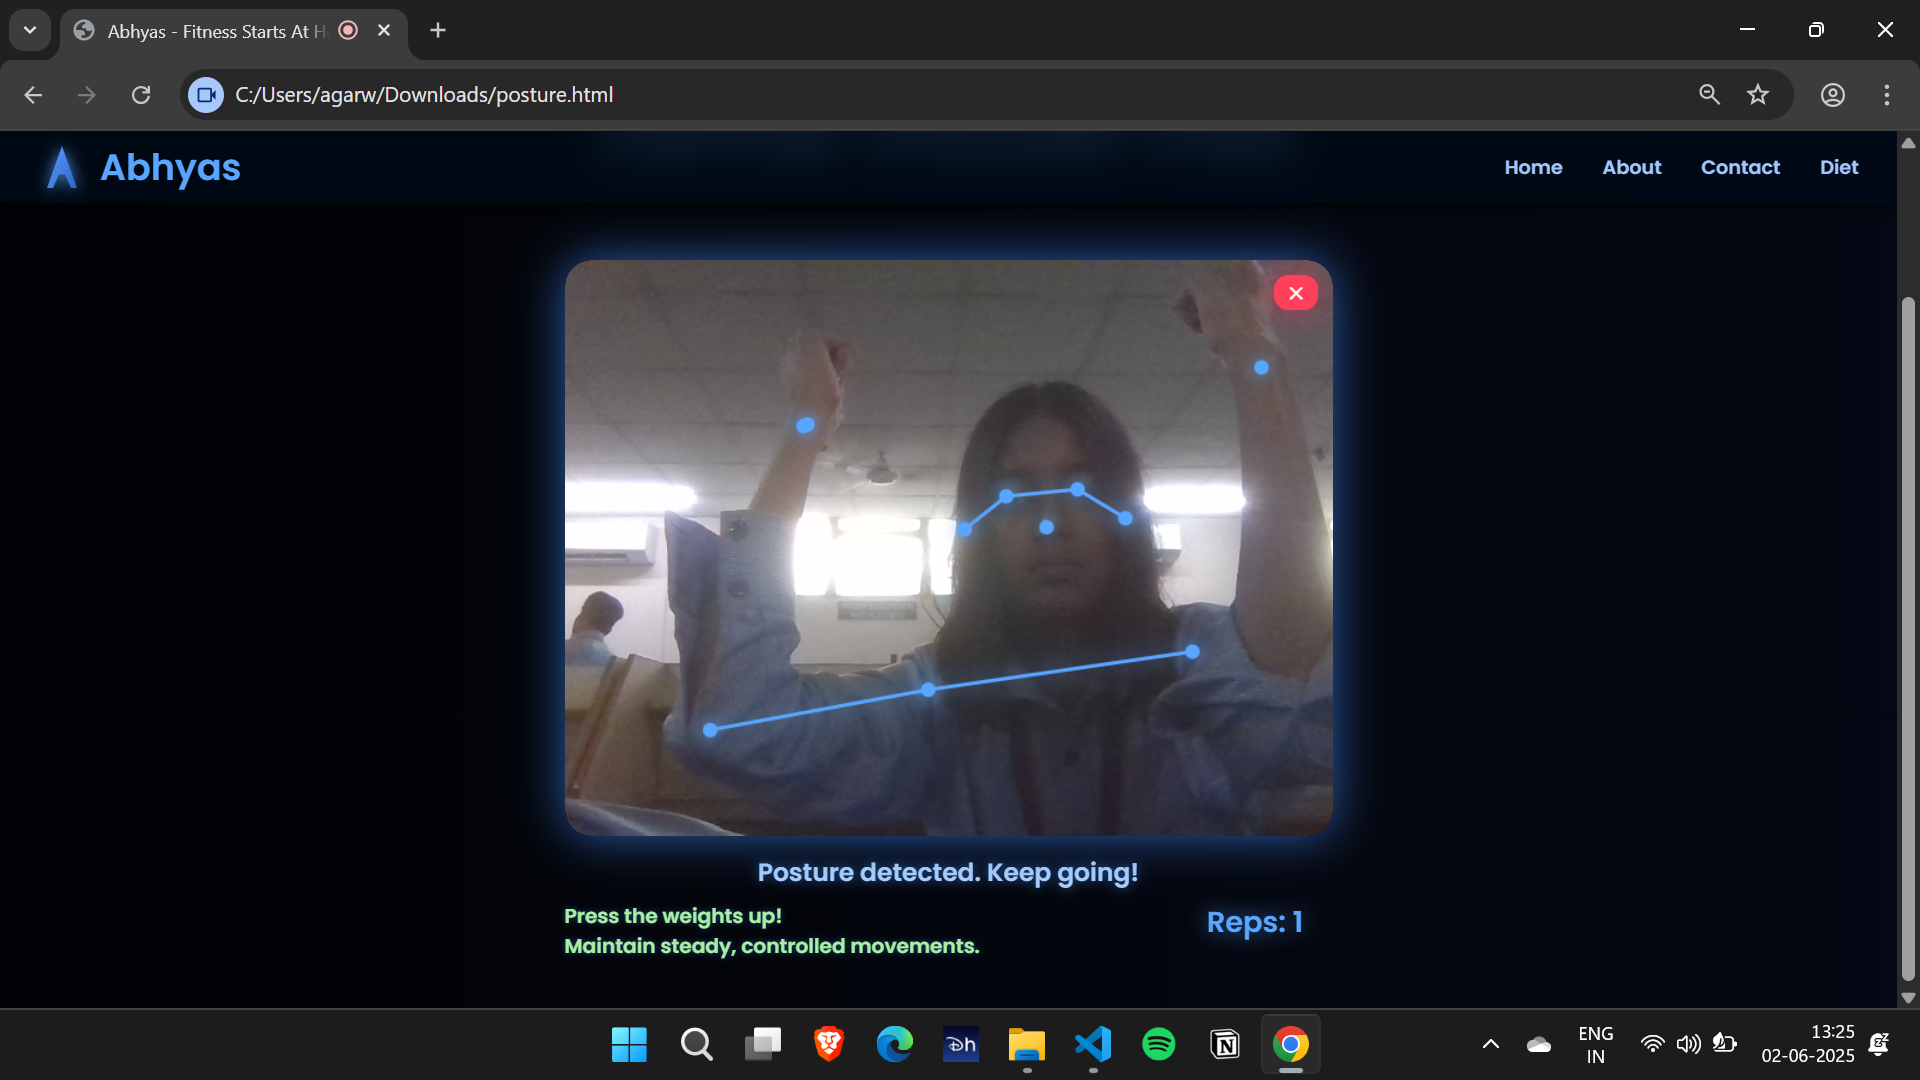 Abhyas - Fitness Starts At H
C:/Users/agarw/Downloads/posture.html
Abhyas
Home
About
Contact
Diet
Posture detected. Keep going!
Press the weights up!
Maintain steady, controlled movements.
Reps: 1
Dh
N
ENG
IN
13:25
02-06-2025